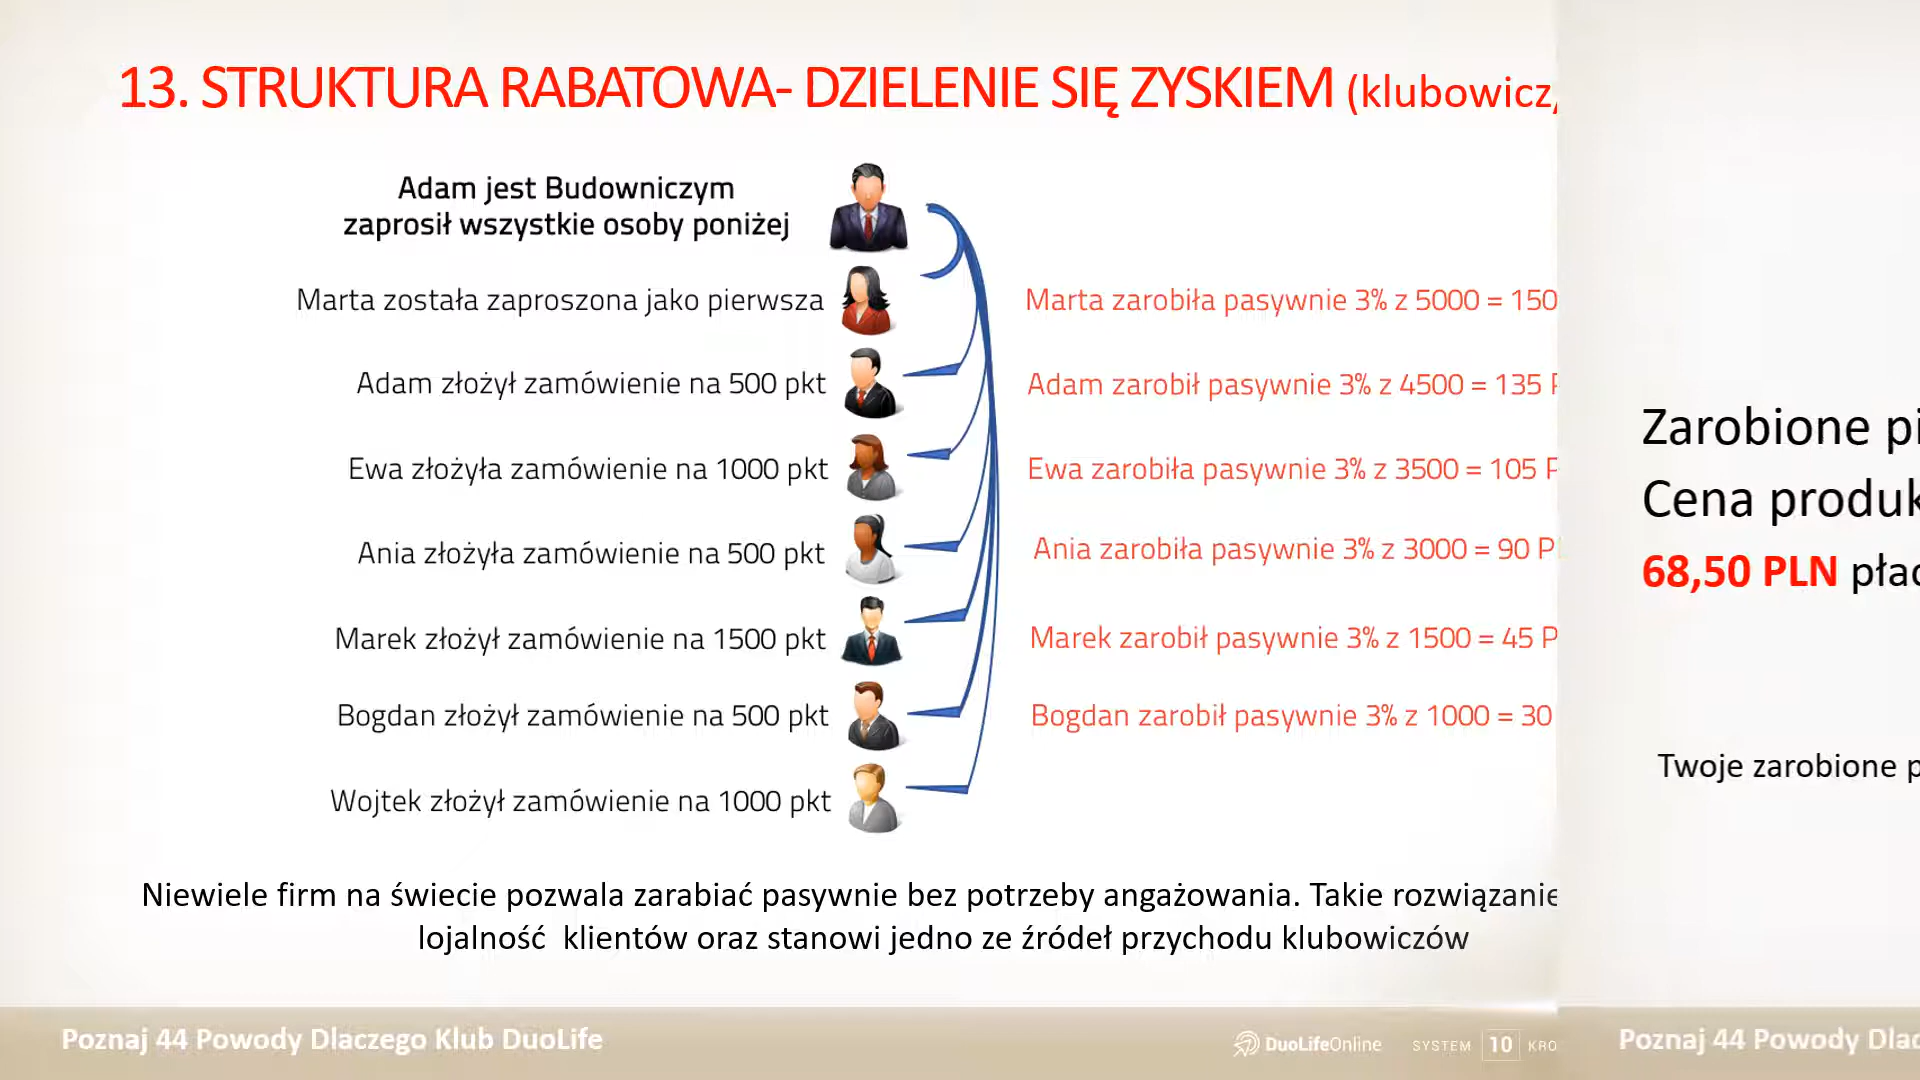 13. STRUKTURA RABATOWA- DZIELENIE SIĘ ZYSKIEM (klubowicz,
Adam jest Budowniczym
zaprosił wszystkie osoby poniżej
Marta została zaproszona jako pierwsza
Marta zarobiła pasywnie 3% z 5000 = 150
Adam złożył zamówienie na 500 pkt
Adam zarobił pasywnie 3% z 4500 = 135
Ewa złożyła zamówienie na 1000 pkt
Ewa zarobiła pasywnie 3% z 3500 = 105
Ania złożyła zamówienie na 500 pkt
Ania zarobiła pasywnie 3% z 3000 = 90
Marek złożył zamówienie na 1500 pkt
Marek zarobił pasywnie 3% z 1500 = 45
Bogdan złożył zamówienie na 500 pkt
Bogdan zarobił pasywnie 3% z 1000 = 30
Wojtek złożył zamówienie na 1000 pkt
Niewiele firm na świecie pozwala zarabiać pasywnie bez potrzeby angażowania. Takie rozwiązanie
lojalność klientów oraz stanowi jedno ze źródeł przychodu klubowiczów
Poznaj 44 Powody Dlaczego Klub DuoLife
DuoLifeOnline SYSTEM 10 KRO
Zarobione
Cena
68,50 PLN
Twoje zarobione
Poznaj 44 Powody